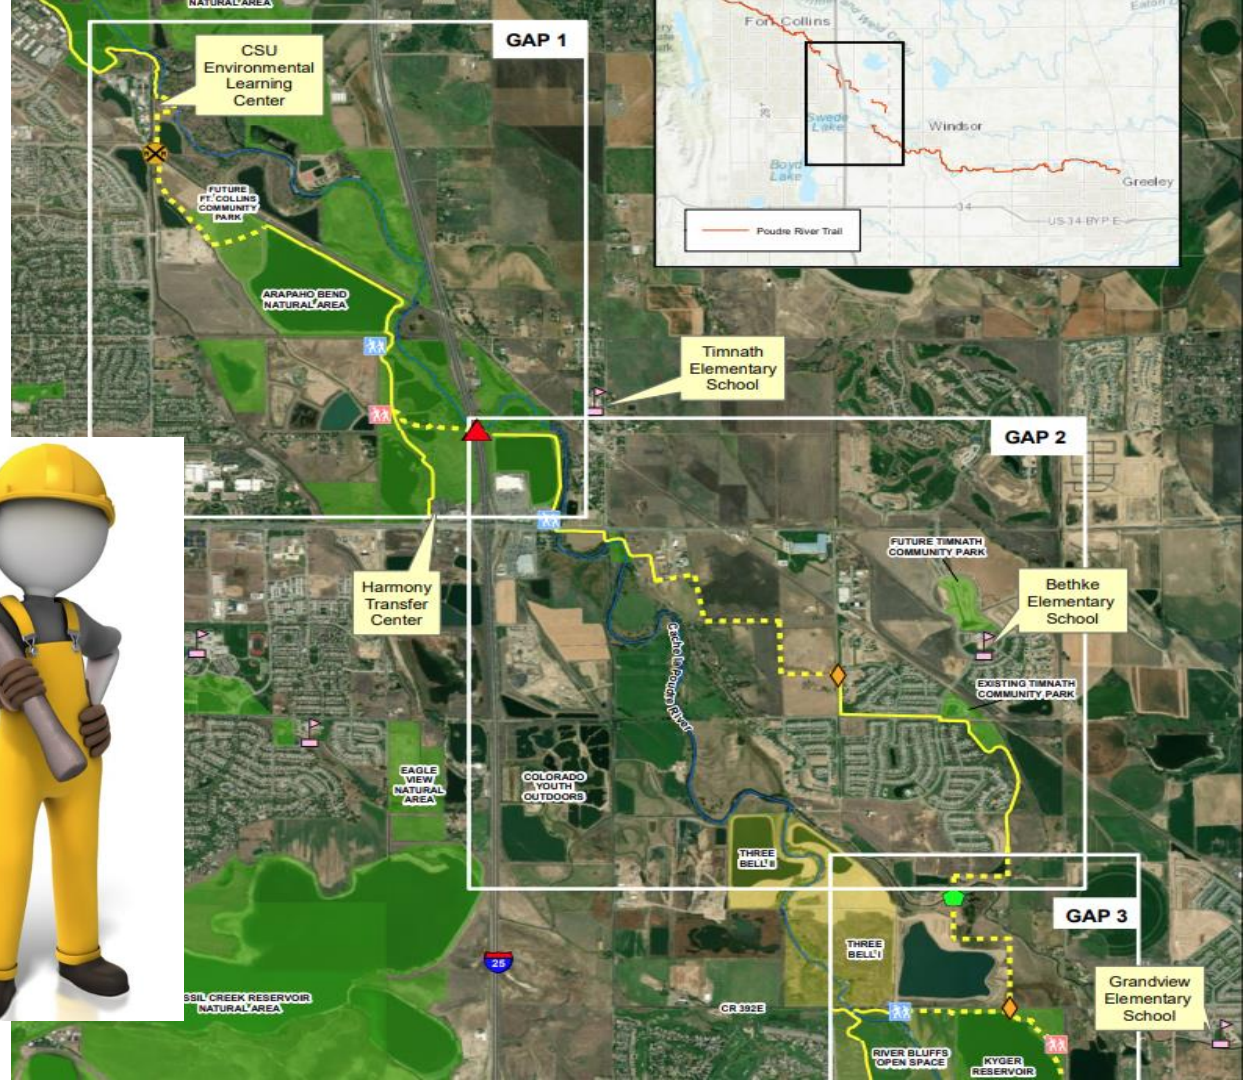 NATURAL AREA
GAP 1
CSU
Environmental
Learning
Center
FUTURE
FT. COLLINS
COMMUNITY
PARK
ARAPAHO BEND
NATURAL AREA
Fort Collins
Swede
Lake
Boyd
Lake
Windsor
Greeley
34
US 34 BYP E
Poudre River Trail
Timnath
Elementary
School
GAP 2
FUTURE TIMNATH
COMMUNITY PARK
Bethke
Elementary
School
EXISTING TIMNATH
COMMUNITY PARK
Harmony
Transfer
Center
Cache la Poudre River
EAGLE
VIEW
NATURAL
AREA
COLORADO
YOUTH
OUTDOORS
THREE
BELL II
GAP 3
THREE
BELL I
25
SSIL CREEK RESERVOIR
NATURAL AREA
CR 392E
Grandview
Elementary
School
RIVER BLUFFS
OPEN SPACE
KYGER
RESERVOIR